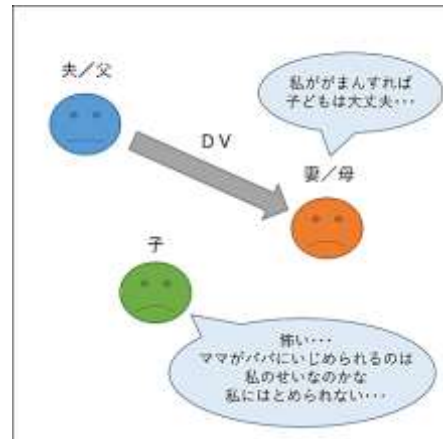 夫／父
私ががまんすれば
子どもは大丈夫･･･
DV
妻／母
子
怖い･･･
ママがパパにいじめられるのは
私のせいなのかな
私にはとめられない･･･